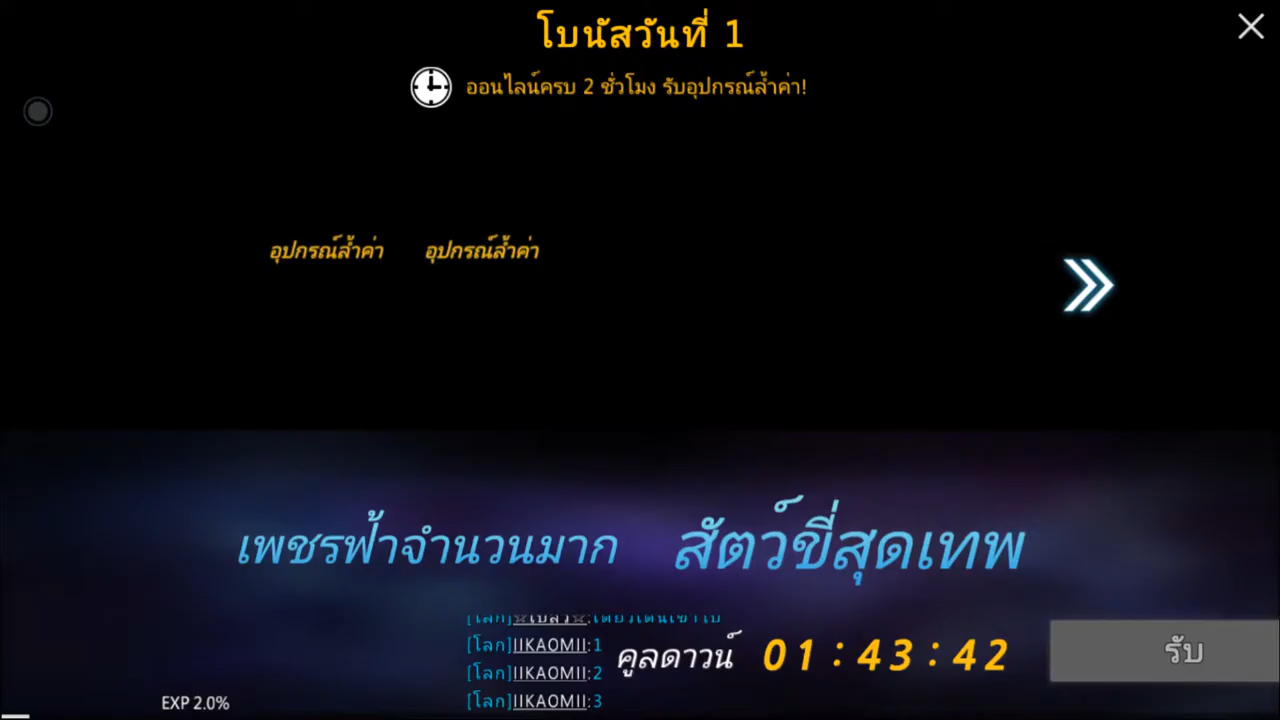 โบนัสวันที่ 1
ออนไลน์ครบ 2 ชั่วโมง รับอุปกรณ์ล้ำค่า!
อุปกรณ์ล้ำค่า อุปกรณ์ล้ำค่า
เพชรฟ้าจำนวนมาก สัตว์ขี่สุดเทพ
[โลก]IIKAOMII:1
[โลก]IIKAOMII:2
[โลก]IIKAOMII:3
คูลดาวน์ 01:43:42
รับ
EXP 2.0%